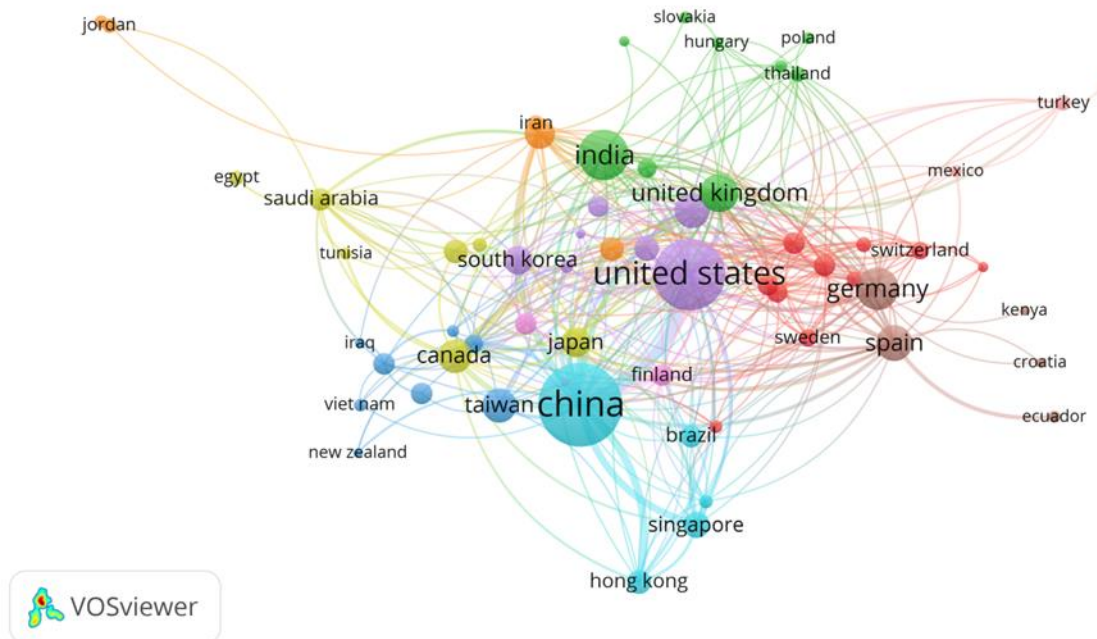 jordan
slovakia
hungary
poland
thailand
turkey
iran
india
mexico
egypt
saudi arabia
united kingdom
tunisia
south korea
switzerland
united states
germany
kenya
iraq
canada
japan
sweden
spain
croatia
finland
viet nam
taiwan
china
ecuador
new zealand
brazil
singapore
hong kong
VOSviewer